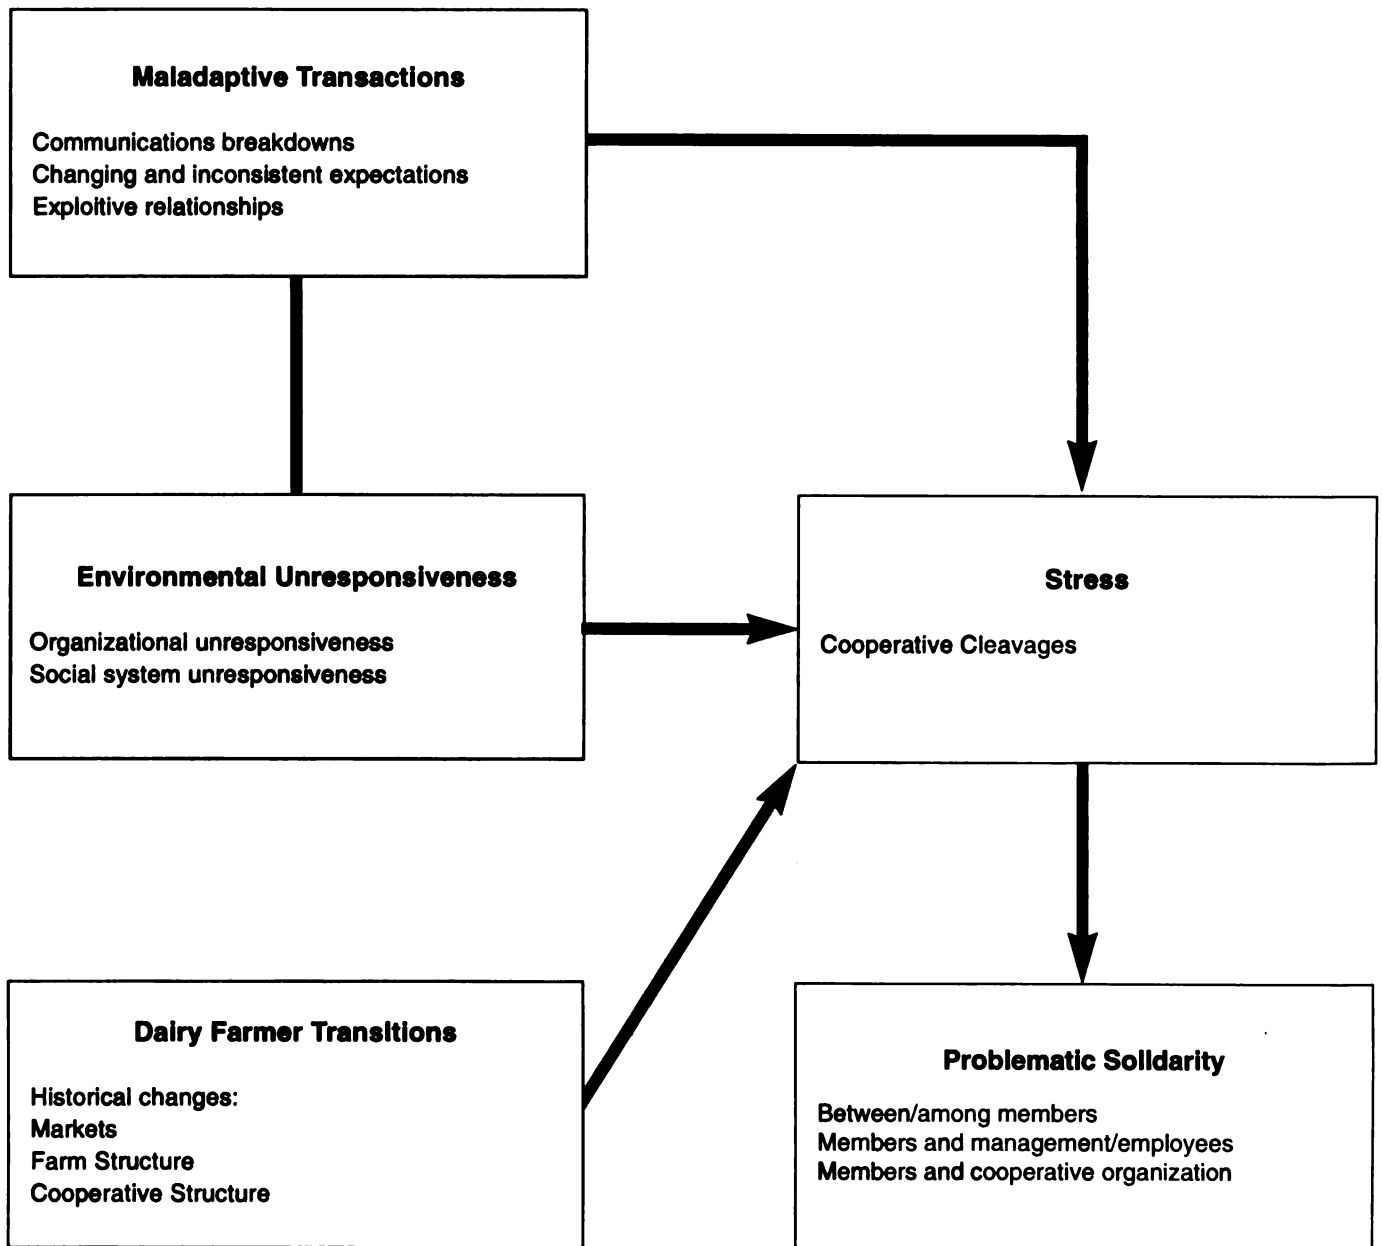 Maladaptive Transactions
Communications breakdowns
Changing and inconsistent expectations
Exploitive relationships
Environmental Unresponsiveness
Organizational unresponsiveness
Social system unresponsiveness
Stress
Cooperative Cleavages
Dairy Farmer Transitions
Historical changes:
Markets
Farm Structure
Cooperative Structure
Problematic Solidarity
Between/among members
Members and management/employees
Members and cooperative organization